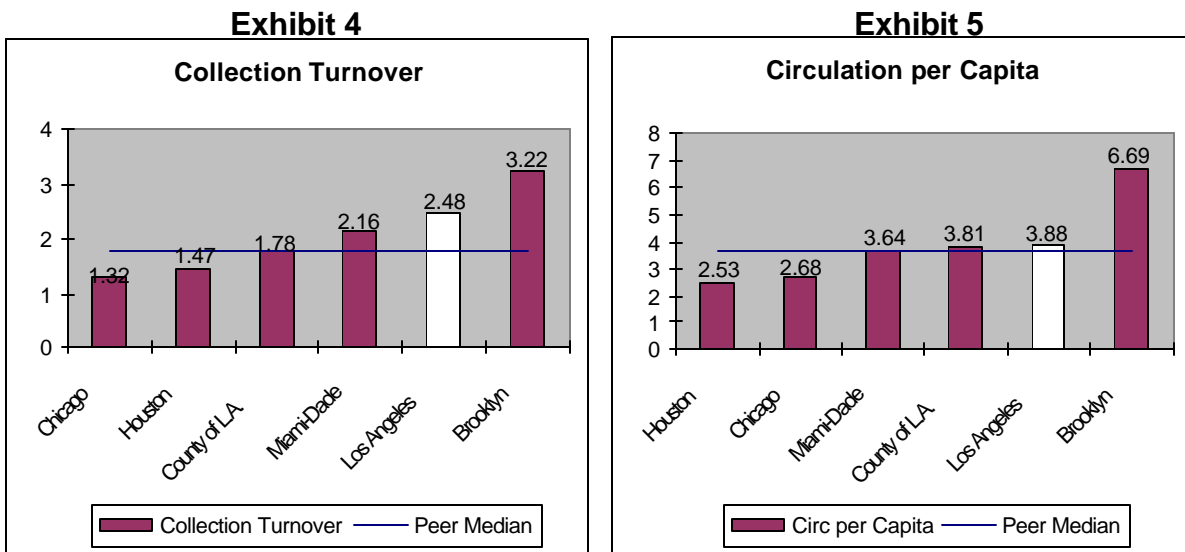 Exhibit 4
Collection Turnover
4
3
2
1
0
1.32
1.47
1.78
2.16
2.48
3.22
Chicago
Houston
County of L.A.
Miami-Dade
Los Angeles
Brooklyn
Collection Turnover
Peer Median
Exhibit 5
Circulation per Capita
8
7
6
5
4
3
2
1
0
2.53
2.68
3.64
3.81
3.88
6.69
Houston
Chicago
Miami-Dade
County of L.A.
Los Angeles
Brooklyn
Circ per Capita
Peer Median